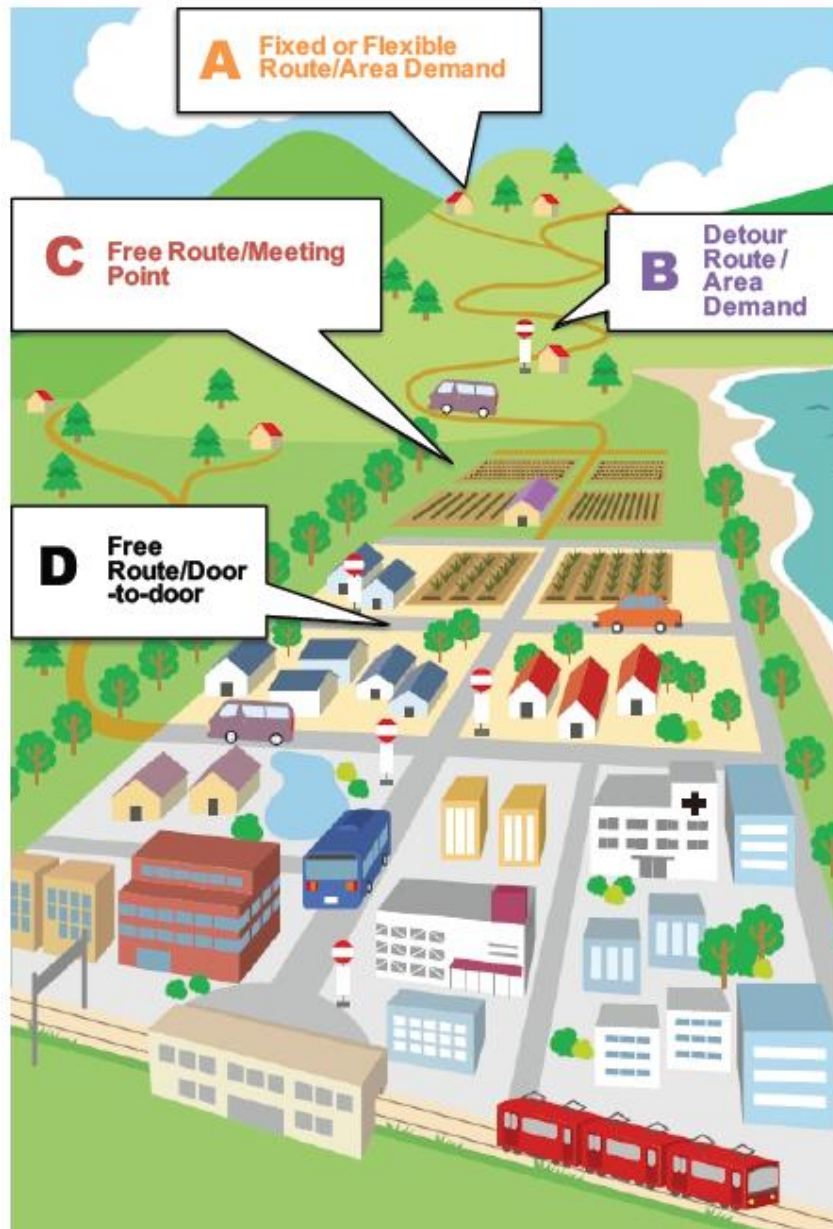 A Fixed or Flexible
Route/Area Demand
C Free Route/Meeting
Point
B Detour
Route /
Area
Demand
D Free
Route/Door
-to-door